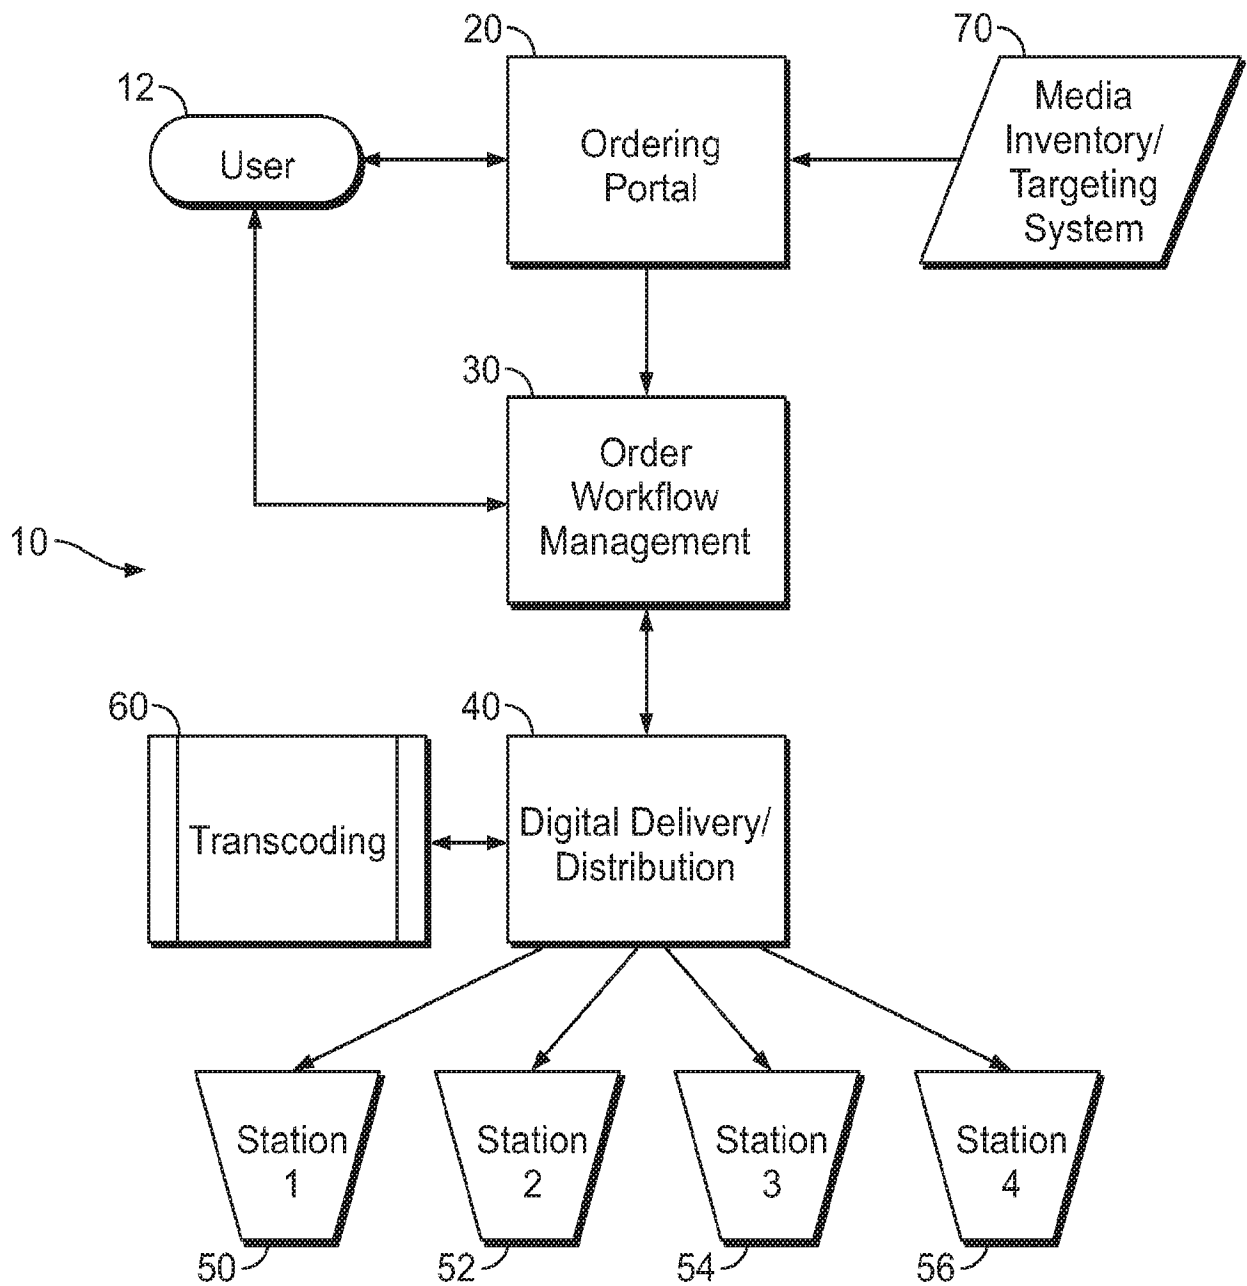 20
70
12
User
Ordering
Portal
Media
Inventory/
Targeting
System
30
Order
Workflow
Management
10
60
40
Transcoding
Digital Delivery/
Distribution
Station
1
Station
2
Station
3
Station
4
50
52
54
56